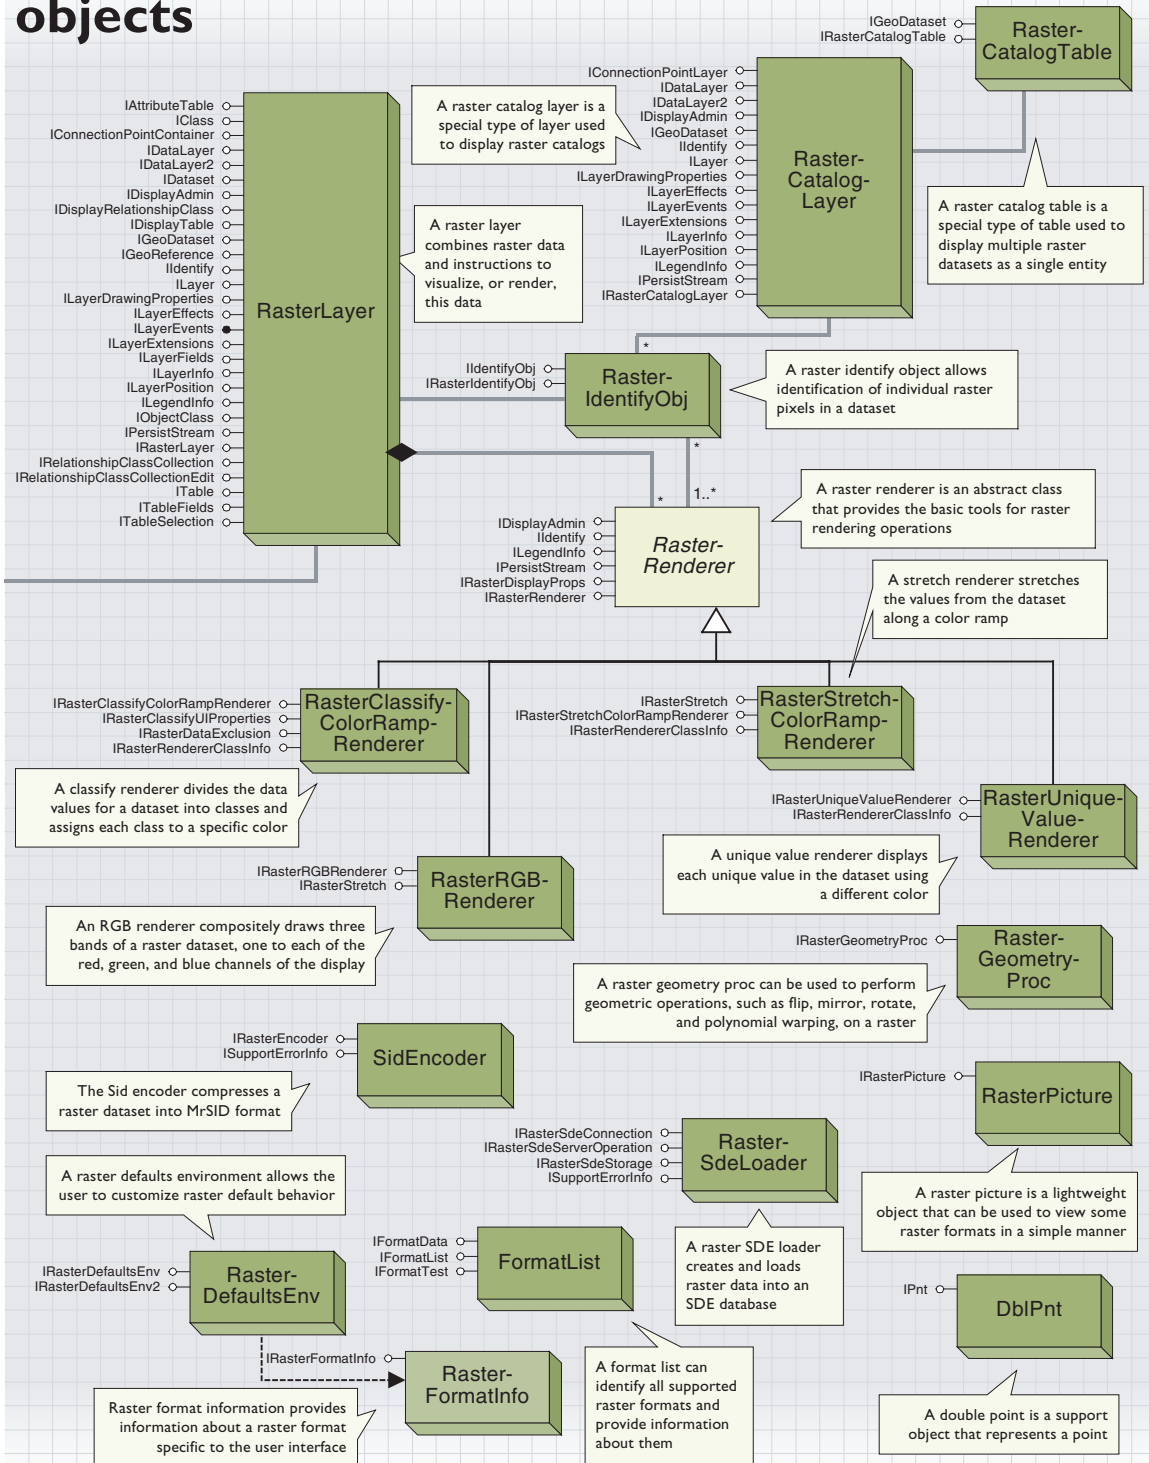 objects
IGeoDataset
IRasterCatalogTable
Raster-
CatalogTable
IConnectionPointLayer
IDataLayer
IDataLayer2
IDisplayAdmin
IGeoDataset
IIdentify
ILayer
ILayerDrawingProperties
ILayerEffects
ILayerEvents
ILayerExtensions
ILayerInfo
ILayerPosition
ILegendInfo
IPersistStream
IRasterCatalogLayer
Raster-
Catalog-
Layer
A raster catalog layer is a
special type of layer used
to display raster catalogs
A raster catalog table is a
special type of table used to
display multiple raster
datasets as a single entity
IAttributeTable
IClass
IConnectionPointContainer
IDataLayer
IDataLayer2
IDataset
IDisplayAdmin
IDisplayRelationshipClass
IDisplayTable
IGeoDataset
IGeoReference
IIdentify
ILayer
ILayerDrawingProperties
ILayerEffects
ILayerEvents
ILayerExtensions
ILayerFields
ILayerInfo
ILayerPosition
ILegendInfo
IObjectClass
IPersistStream
IRasterLayer
IRelationshipClassCollection
IRelationshipClassCollectionEdit
ITable
ITableFields
ITableSelection
RasterLayer
A raster layer
combines raster data
and instructions to
visualize, or render,
this data
*
IIdentifyObj
IRasterIdentifyObj
Raster-
IdentifyObj
A raster identify object allows
identification of individual raster
pixels in a dataset
*
* 1..*
A raster renderer is an abstract class
that provides the basic tools for raster
rendering operations
IDisplayAdmin
IIdentify
ILegendInfo
IPersistStream
IRasterDisplayProps
IRasterRenderer
Raster-
Renderer
A stretch renderer stretches
the values from the dataset
along a color ramp
IRasterClassifyColorRampRenderer
IRasterClassifyUIProperties
IRasterDataExclusion
IRasterRendererClassInfo
RasterClassify-
ColorRamp-
Renderer
IRasterStretch
IRasterStretchColorRampRenderer
IRasterRendererClassInfo
RasterStretch-
ColorRamp-
Renderer
A classify renderer divides the data
values for a dataset into classes and
assigns each class to a specific color
IRasterUniqueValueRenderer
IRasterRendererClassInfo
RasterUnique-
Value-
Renderer
A unique value renderer displays
each unique value in the dataset using
a different color
IRasterRGBRenderer
IRasterStretch
RasterRGB-
Renderer
An RGB renderer compositely draws three
bands of a raster dataset, one to each of the
red, green, and blue channels of the display
IRasterGeometryProc
Raster-
Geometry-
Proc
A raster geometry proc can be used to perform
geometric operations, such as flip, mirror, rotate,
and polynomial warping, on a raster
IRasterEncoder
ISupportErrorInfo
SidEncoder
The Sid encoder compresses a
raster dataset into MrSID format
IRasterPicture
RasterPicture
A raster picture is a lightweight
object that can be used to view some
raster formats in a simple manner
IRasterSdeConnection
IRasterSdeServerOperation
IRasterSdeStorage
ISupportErrorInfo
Raster-
SdeLoader
A raster SDE loader
creates and loads
raster data into an
SDE database
A raster defaults environment allows the
user to customize raster default behavior
IRasterDefaultsEnv
IRasterDefaultsEnv2
Raster-
DefaultsEnv
IFormatData
IFormatList
IFormatTest
FormatList
A format list can
identify all supported
raster formats and
provide information
about them
IPnt
DblPnt
A double point is a support
object that represents a point
IRasterFormatInfo
Raster-
FormatInfo
Raster format information provides
information about a raster format
specific to the user interface